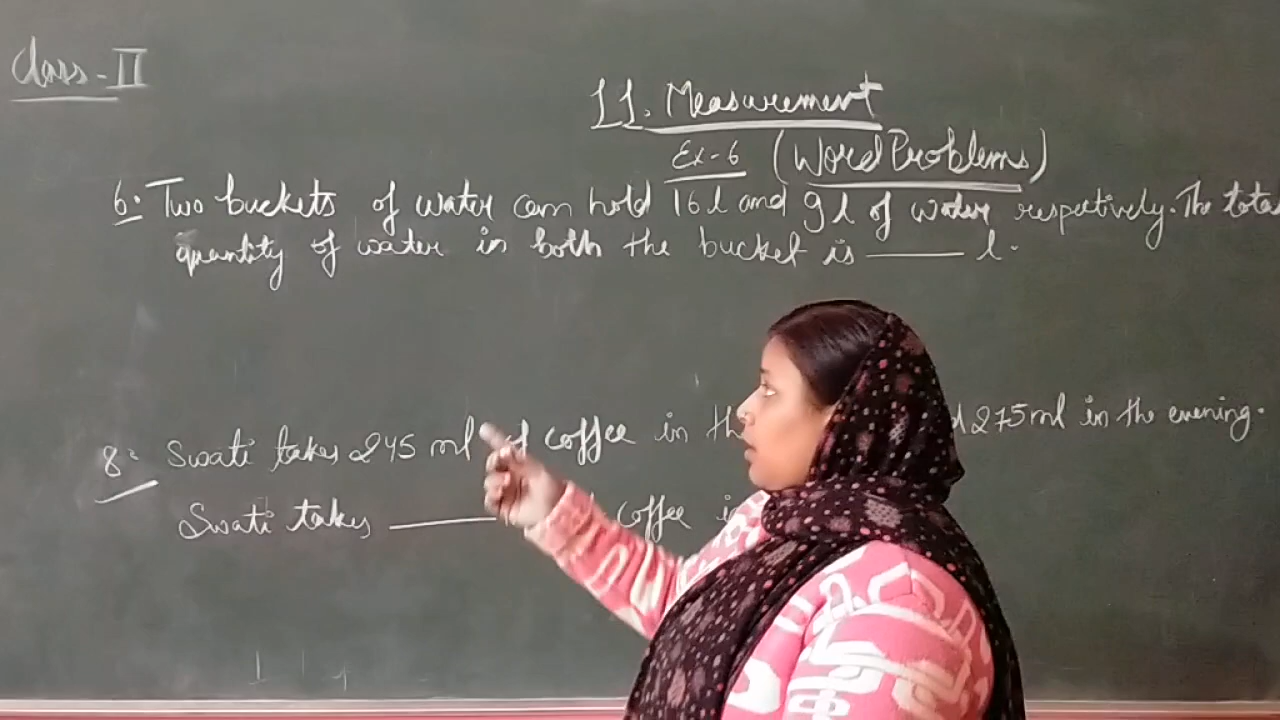 Class - II
11. Measurement
Ex-6 (Word Problems)
6. Two buckets of water can hold 16 l and 9 l of water respectively. The total
quantity of water in both the bucket is ____ l.
8. Swati takes 245 ml of coffee in the 275 ml in the evening.
Swati takes ____ coffee